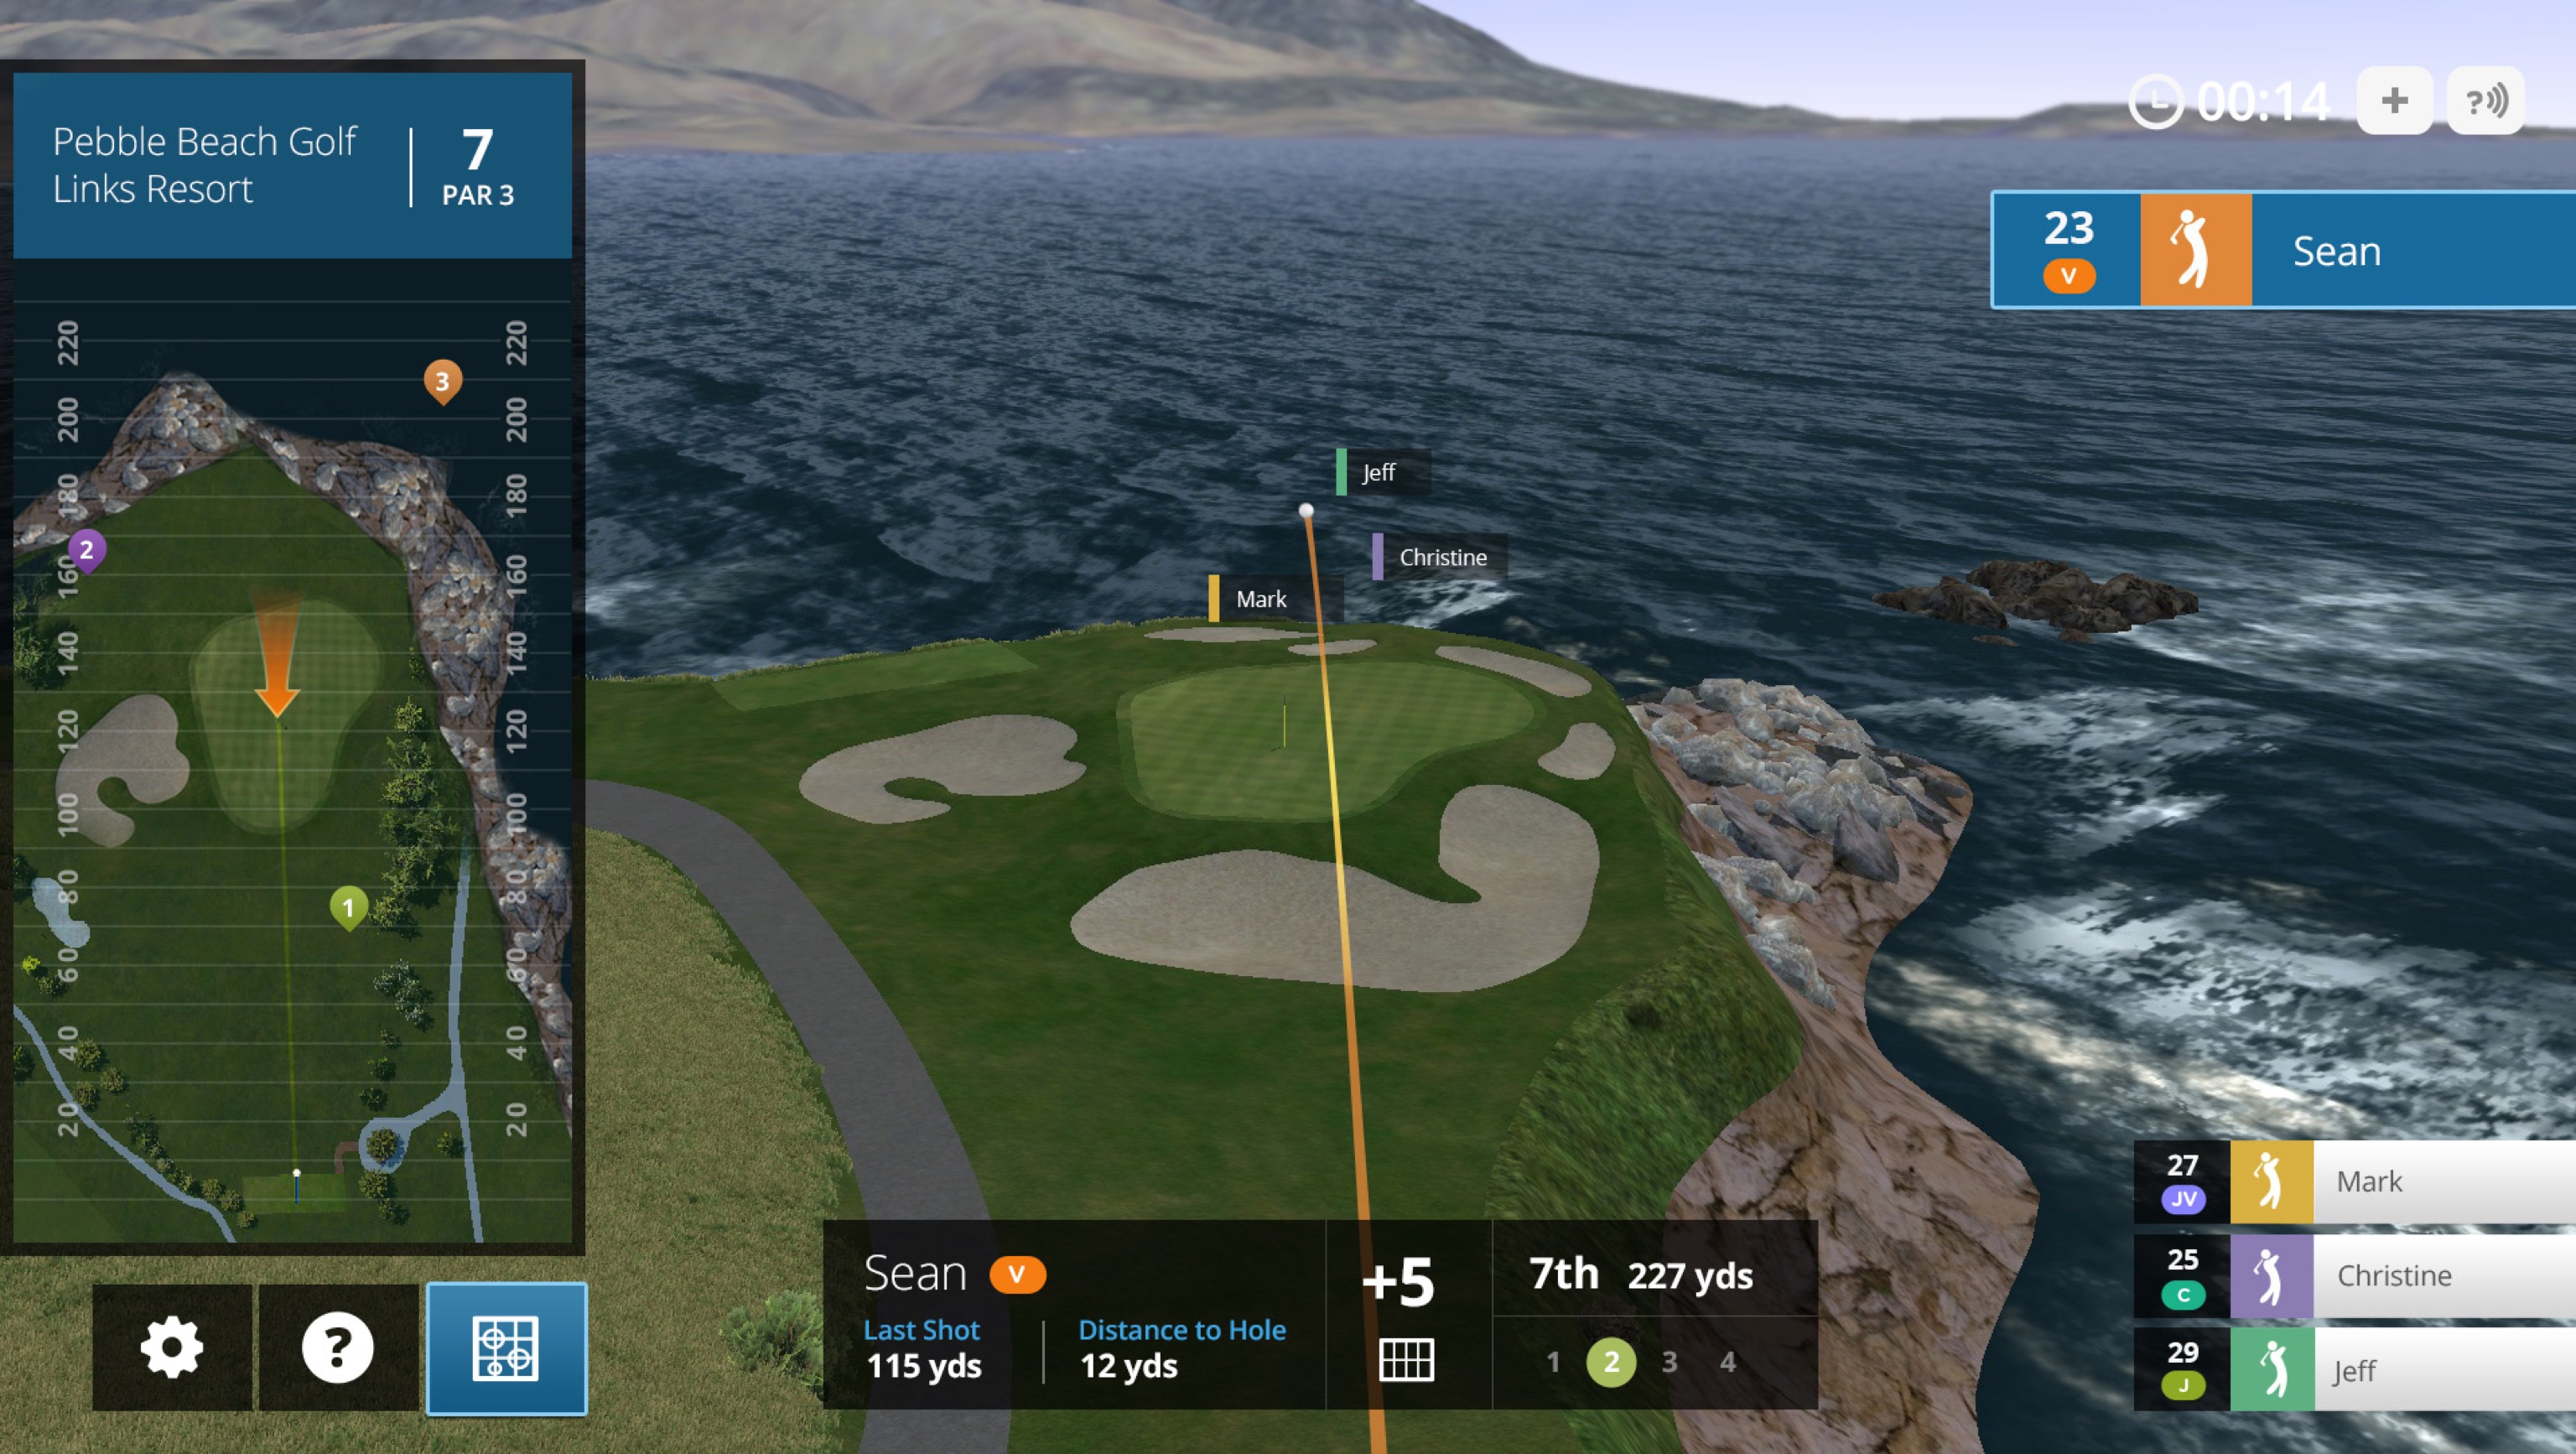 Pebble Beach Golf
Links Resort
7
PAR 3
00:14
+
?
23
V
Sean
220
220
3
200
200
180
180
2
160
160
140
140
120
120
100
100
80
80
1
60
60
40
40
20
20
Jeff
Christine
Mark
27
JV
Mark
25
C
Christine
29
J
Jeff
Sean V
Last Shot
115 yds
Distance to Hole
12 yds
+5
7th 227 yds
1 2 3 4
?